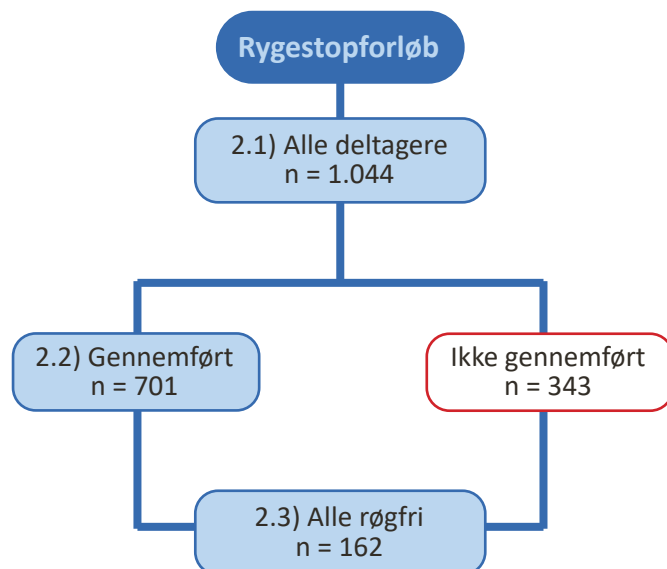 Rygestopforløb
2.1) Alle deltagere
n = 1.044
2.2) Gennemført
n = 701
Ikke gennemført
n = 343
2.3) Alle røgfri
n = 162